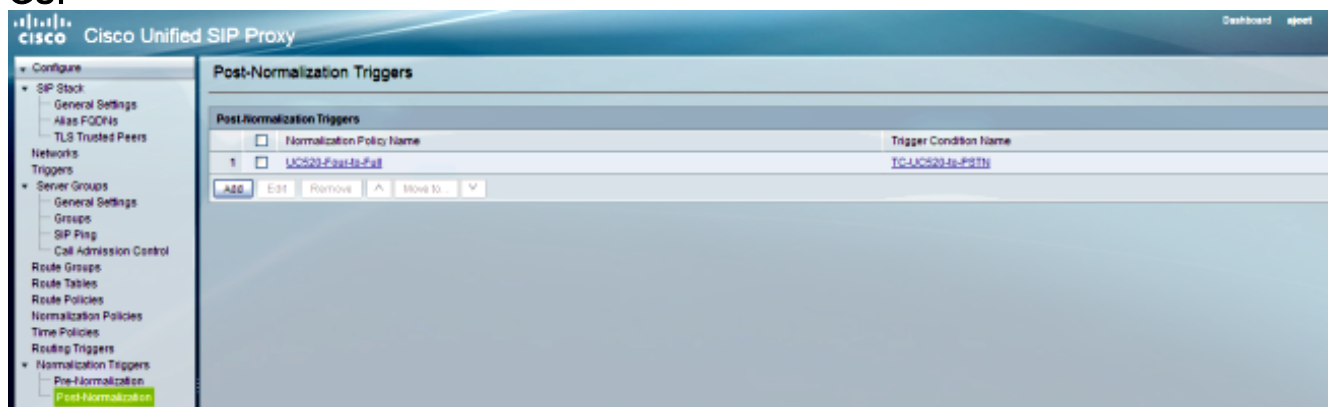 CISCO Cisco Unified SIP Proxy
Dashboard ajeet
Configure
SIP Stack
General Settings
Alias FQDNs
TLS Trusted Peers
Networks
Triggers
Server Groups
General Settings
Groups
SIP Ping
Call Admission Control
Route Groups
Route Tables
Route Policies
Normalization Policies
Time Policies
Routing Triggers
Normalization Triggers
Pre-Normalization
Post-Normalization
Post-Normalization Triggers
Post-Normalization Triggers
Normalization Policy Name Trigger Condition Name
1 UC520-Four-to-Full TC-UC520-to-PSTN
Add Edit Remove Move to...